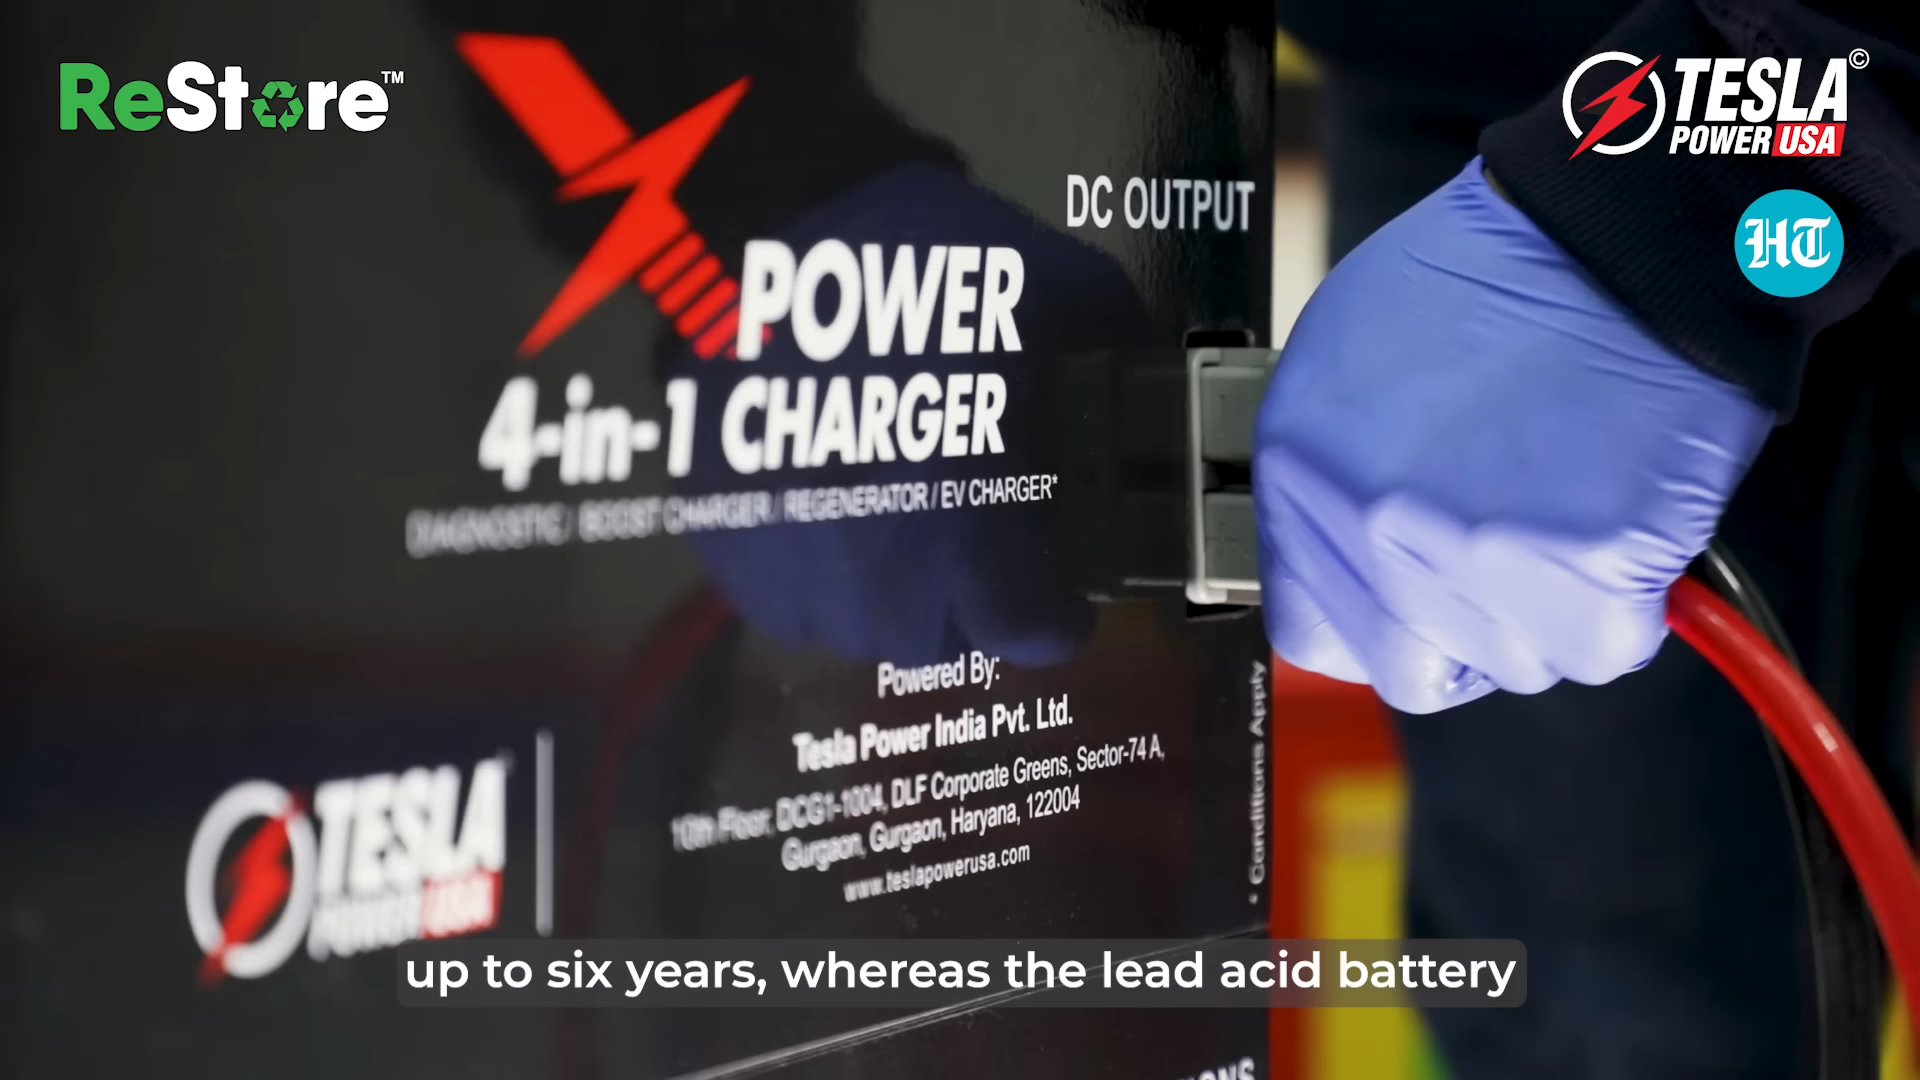 ReStore™
TESLA©
POWER USA
HT
DC OUTPUT
POWER
4-in-1 CHARGER
DIAGNOSTIC / BOOST CHARGER / REGENERATOR / EV CHARGER*
Powered By:
Tesla Power India Pvt. Ltd.
10th Floor, DCG1-1004, DLF Corporate Greens, Sector-74 A,
Gurgaon, Gurgaon, Haryana, 122004
www.teslapowerusa.com
* Conditions Apply
TESLA
POWER USA
up to six years, whereas the lead acid battery